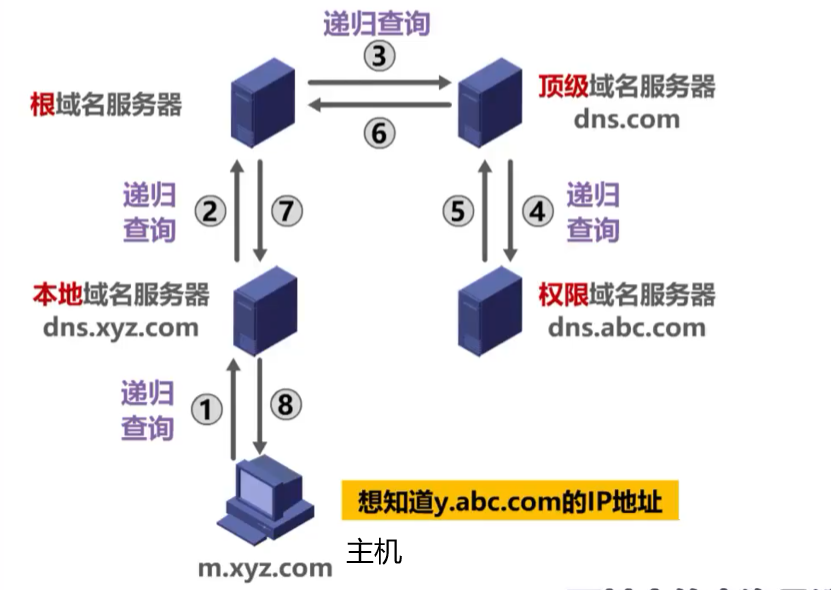 递归查询
③
根域名服务器
顶级域名服务器
dns.com
⑥
递归
查询
②
⑦
⑤
④
递归
查询
本地域名服务器
dns.xyz.com
权限域名服务器
dns.abc.com
递归
查询
①
⑧
想知道y.abc.com的IP地址
主机
m.xyz.com